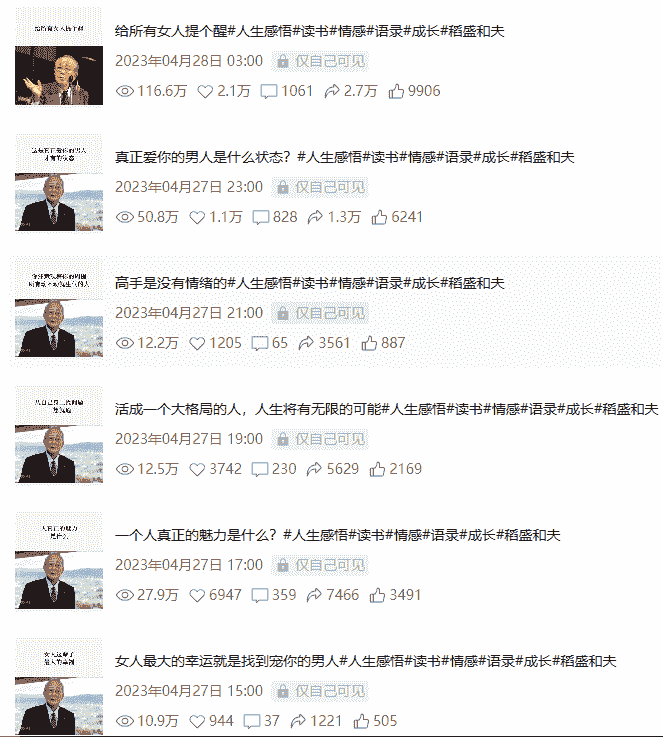 给所有女人提个醒
给所有女人提个醒#人生感悟#读书#情感#语录#成长#稻盛和夫
2023年04月28日 03:00 仅自己可见
116.6万 2.1万 1061 2.7万 9906
真正爱你的男人是什么状态？#人生感悟#读书#情感#语录#成长#稻盛和夫
2023年04月27日 23:00 仅自己可见
50.8万 1.1万 828 1.3万 6241
高手是没有情绪的#人生感悟#读书#情感#语录#成长#稻盛和夫
2023年04月27日 21:00 仅自己可见
12.2万 1205 65 3561 887
活成一个大格局的人，人生将有无限的可能#人生感悟#读书#情感#语录#成长#稻盛和夫
2023年04月27日 19:00 仅自己可见
12.5万 3742 230 5629 2169
一个人真正的魅力是什么？#人生感悟#读书#情感#语录#成长#稻盛和夫
2023年04月27日 17:00 仅自己可见
27.9万 6947 359 7466 3491
女人最大的幸运就是找到宠你的男人#人生感悟#读书#情感#语录#成长#稻盛和夫
2023年04月27日 15:00 仅自己可见
10.9万 944 37 1221 505